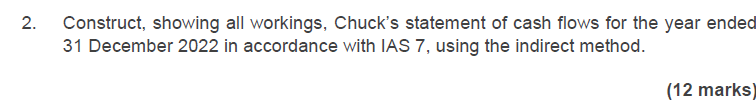 2. Construct, showing all workings, Chuck's statement of cash flows for the year ended
31 December 2022 in accordance with IAS 7, using the indirect method.
(12 marks)